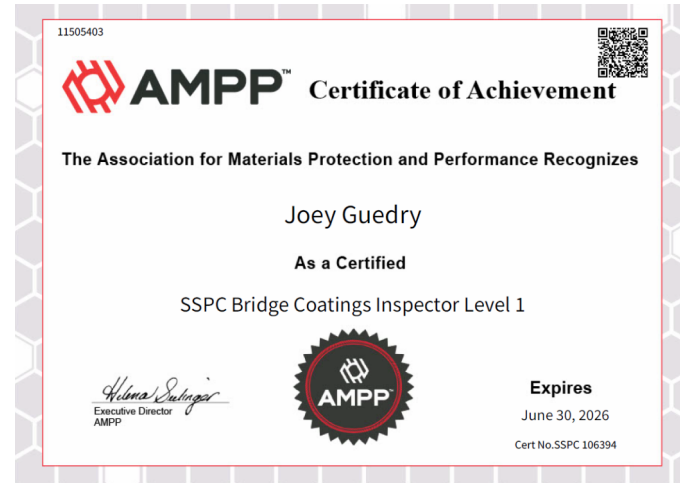 11505403
AMPP™
Certificate of Achievement
The Association for Materials Protection and Performance Recognizes
Joey Guedry
As a Certified
SSPC Bridge Coatings Inspector Level 1
Executive Director
AMPP
AMPP
Expires
June 30, 2026
Cert No.SSPC 106394